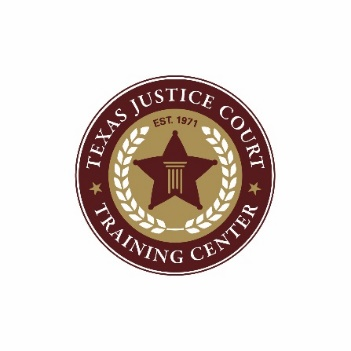 TEXAS JUSTICE COURT
EST. 1971
TRAINING CENTER